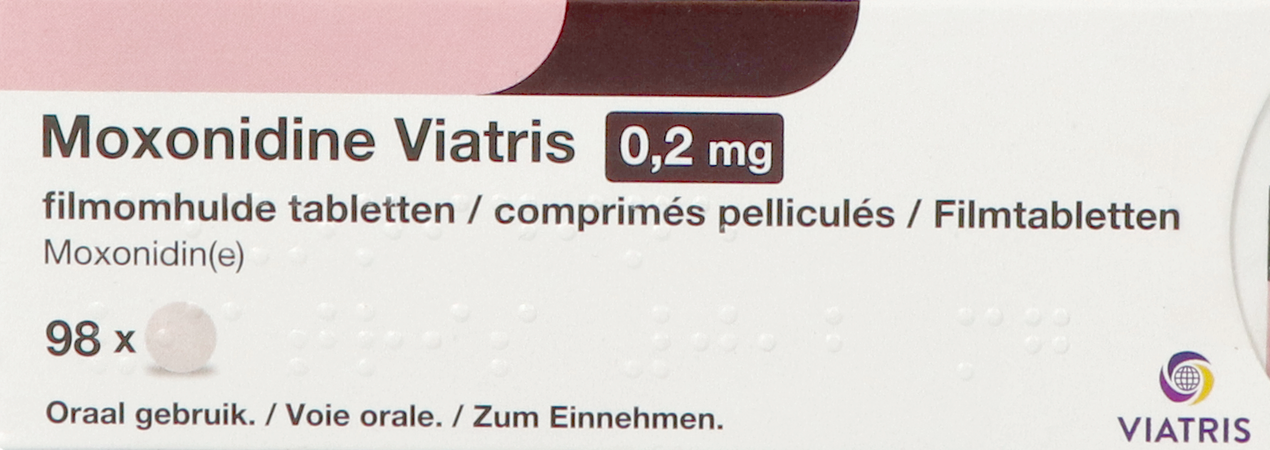 Moxonidine Viatris 0,2 mg
filmomhulde tabletten / comprimés pelliculés / Filmtabletten
Moxonidin(e)
98 x
Oraal gebruik. / Voie orale. / Zum Einnehmen.
VIATRIS